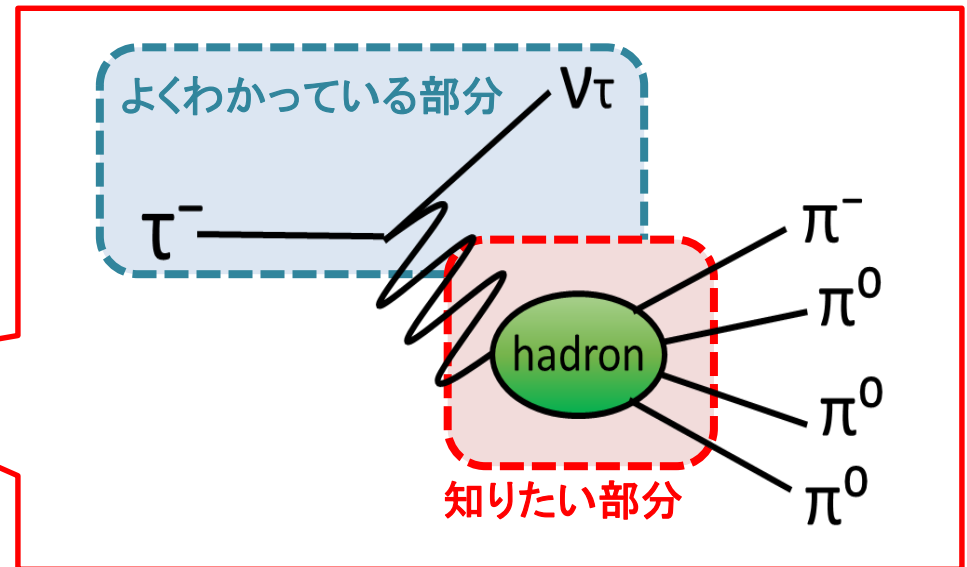 よくわかっている部分
ντ
τ⁻
π⁻
π⁰
hadron
π⁰
π⁰
知りたい部分